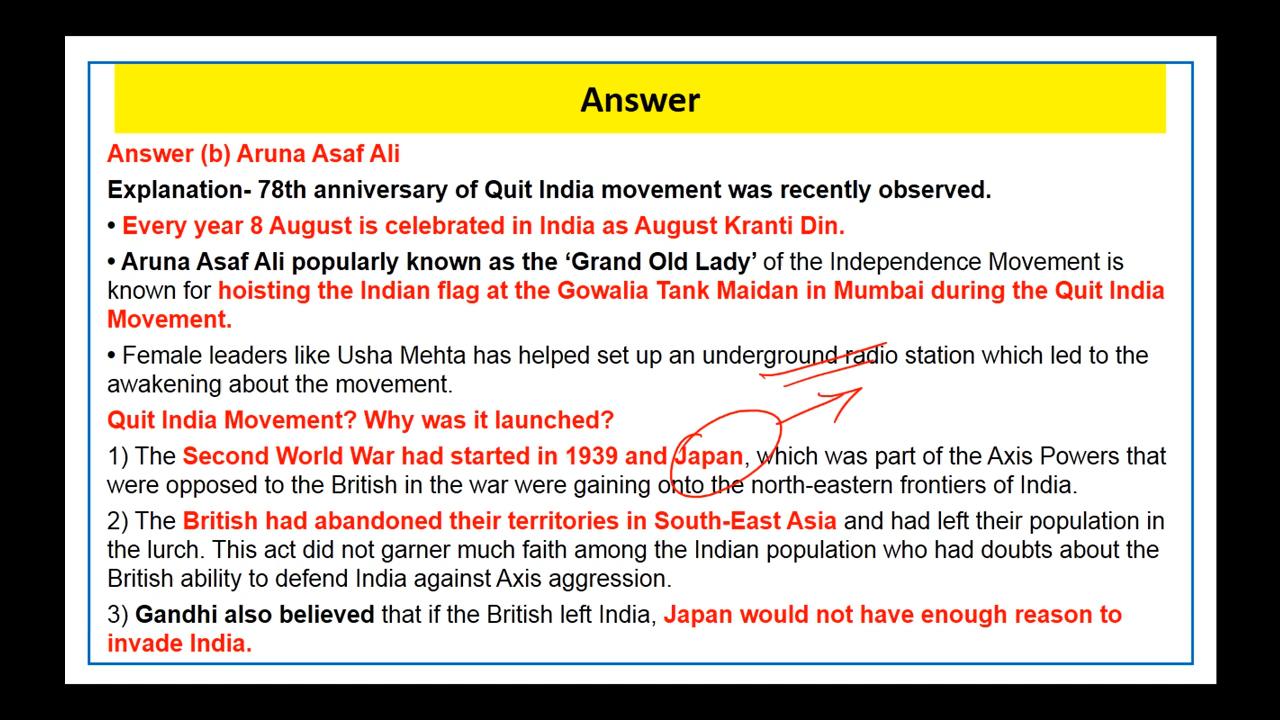 Answer
Answer (b) Aruna Asaf Ali
Explanation- 78th anniversary of Quit India movement was recently observed.
• Every year 8 August is celebrated in India as August Kranti Din.
• Aruna Asaf Ali popularly known as the ‘Grand Old Lady’ of the Independence Movement is
known for hoisting the Indian flag at the Gowalia Tank Maidan in Mumbai during the Quit India
Movement.
• Female leaders like Usha Mehta has helped set up an underground radio station which led to the
awakening about the movement.
Quit India Movement? Why was it launched?
1) The Second World War had started in 1939 and Japan, which was part of the Axis Powers that
were opposed to the British in the war were gaining onto the north-eastern frontiers of India.
2) The British had abandoned their territories in South-East Asia and had left their population in
the lurch. This act did not garner much faith among the Indian population who had doubts about the
British ability to defend India against Axis aggression.
3) Gandhi also believed that if the British left India, Japan would not have enough reason to
invade India.